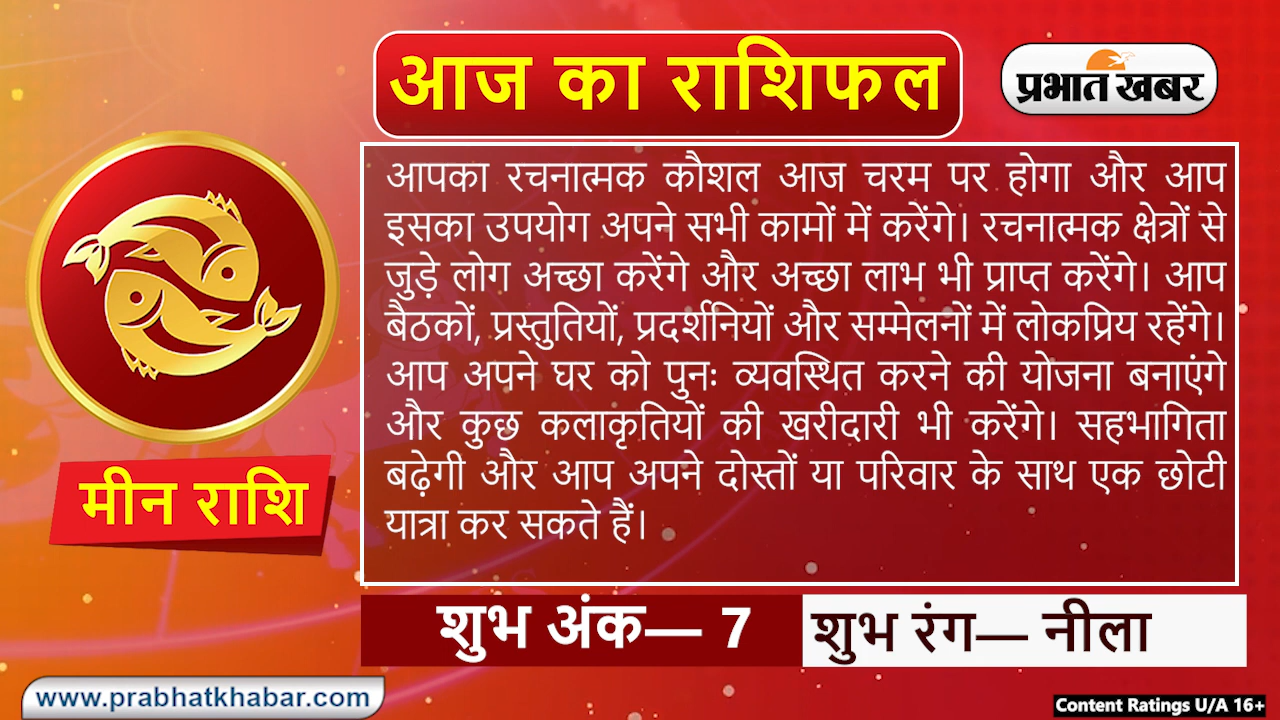 आज का राशिफल
प्रभात खबर
आपका रचनात्मक कौशल आज चरम पर होगा और आप
इसका उपयोग अपने सभी कामों में करेंगे। रचनात्मक क्षेत्रों से
जुड़े लोग अच्छा करेंगे और अच्छा लाभ भी प्राप्त करेंगे। आप
बैठकों, प्रस्तुतियों, प्रदर्शनियों और सम्मेलनों में लोकप्रिय रहेंगे।
आप अपने घर को पुनः व्यवस्थित करने की योजना बनाएंगे
और कुछ कलाकृतियों की खरीदारी भी करेंगे। सहभागिता
बढ़ेगी और आप अपने दोस्तों या परिवार के साथ एक छोटी
यात्रा कर सकते हैं।
मीन राशि
शुभ अंक— 7
शुभ रंग— नीला
www.prabhatkhabar.com
Content Ratings U/A 16+